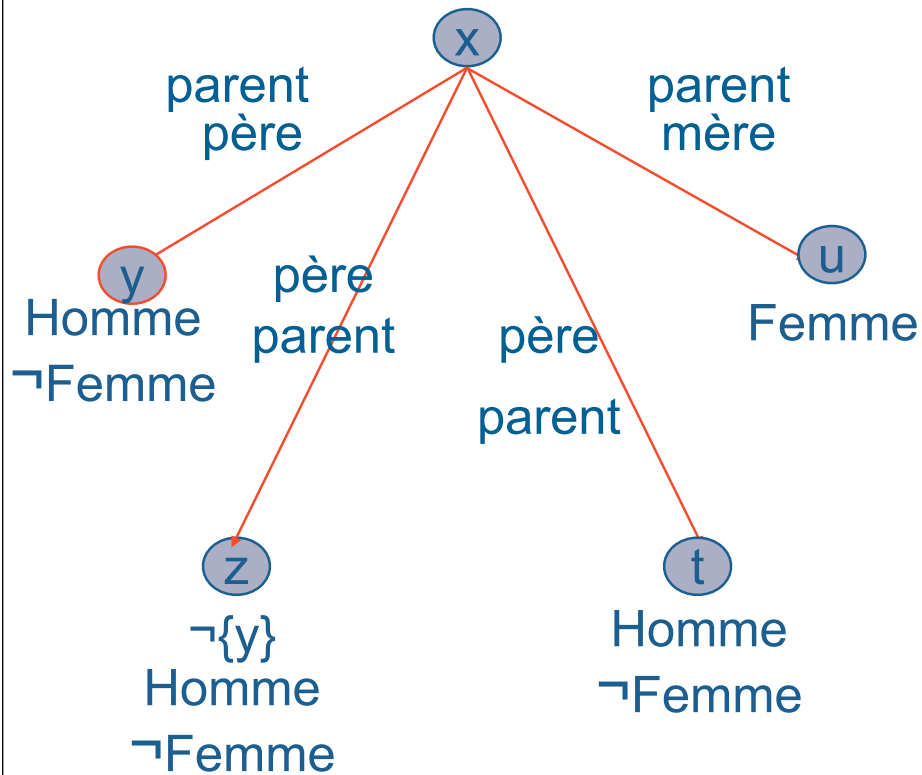 x
parent
père
parent
mère
y
Homme
¬Femme
père
parent
père
parent
u
Femme
z
¬{y}
Homme
¬Femme
t
Homme
¬Femme